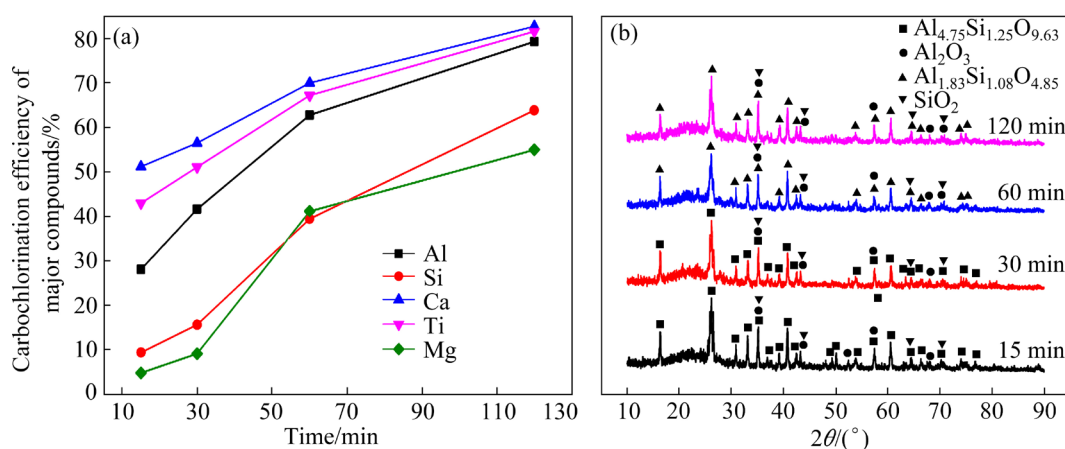 (a)
Carbochlorination efficiency of
major compounds/%
80
70
60
50
40
30
20
10
0
10
30
50
70
90
110
130
Time/min
Al
Si
Ca
Ti
Mg
(b)
Al4.75Si1.25O9.63
Al2O3
Al1.83Si1.08O4.85
SiO2
120 min
60 min
30 min
15 min
10
20
30
40
50
60
70
80
90
2θ/(°)